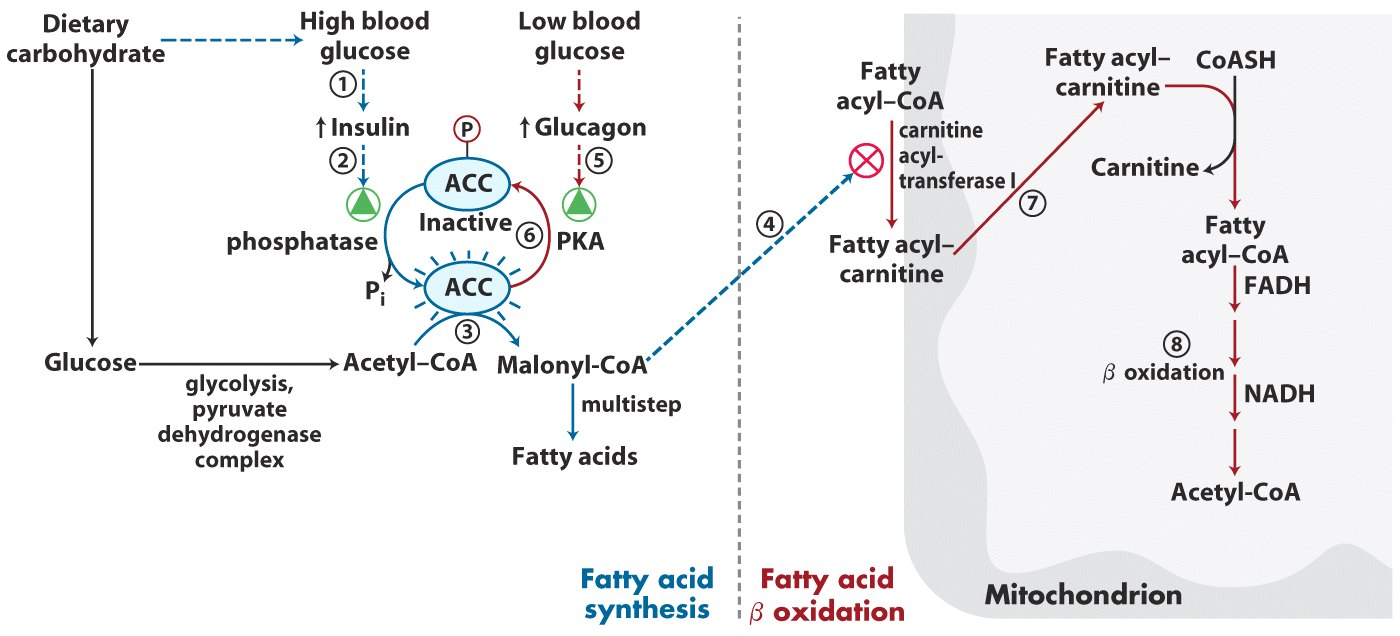 Dietary
carbohydrate
High blood
glucose
Low blood
glucose
①
↑ Insulin
↑ Glucagon
②
P
⑤
ACC
Inactive
phosphatase
⑥
PKA
Pi
ACC
③
Glucose
Acetyl–CoA
Malonyl-CoA
glycolysis,
pyruvate
dehydrogenase
complex
multistep
Fatty acids
④
Fatty acid
synthesis
Fatty acid
β oxidation
Fatty
acyl–CoA
carnitine
acyl-
transferase I
Fatty acyl–
carnitine
⑦
Fatty acyl–
carnitine
CoASH
Carnitine
Fatty
acyl-CoA
FADH
⑧
β oxidation
NADH
Acetyl-CoA
Mitochondrion